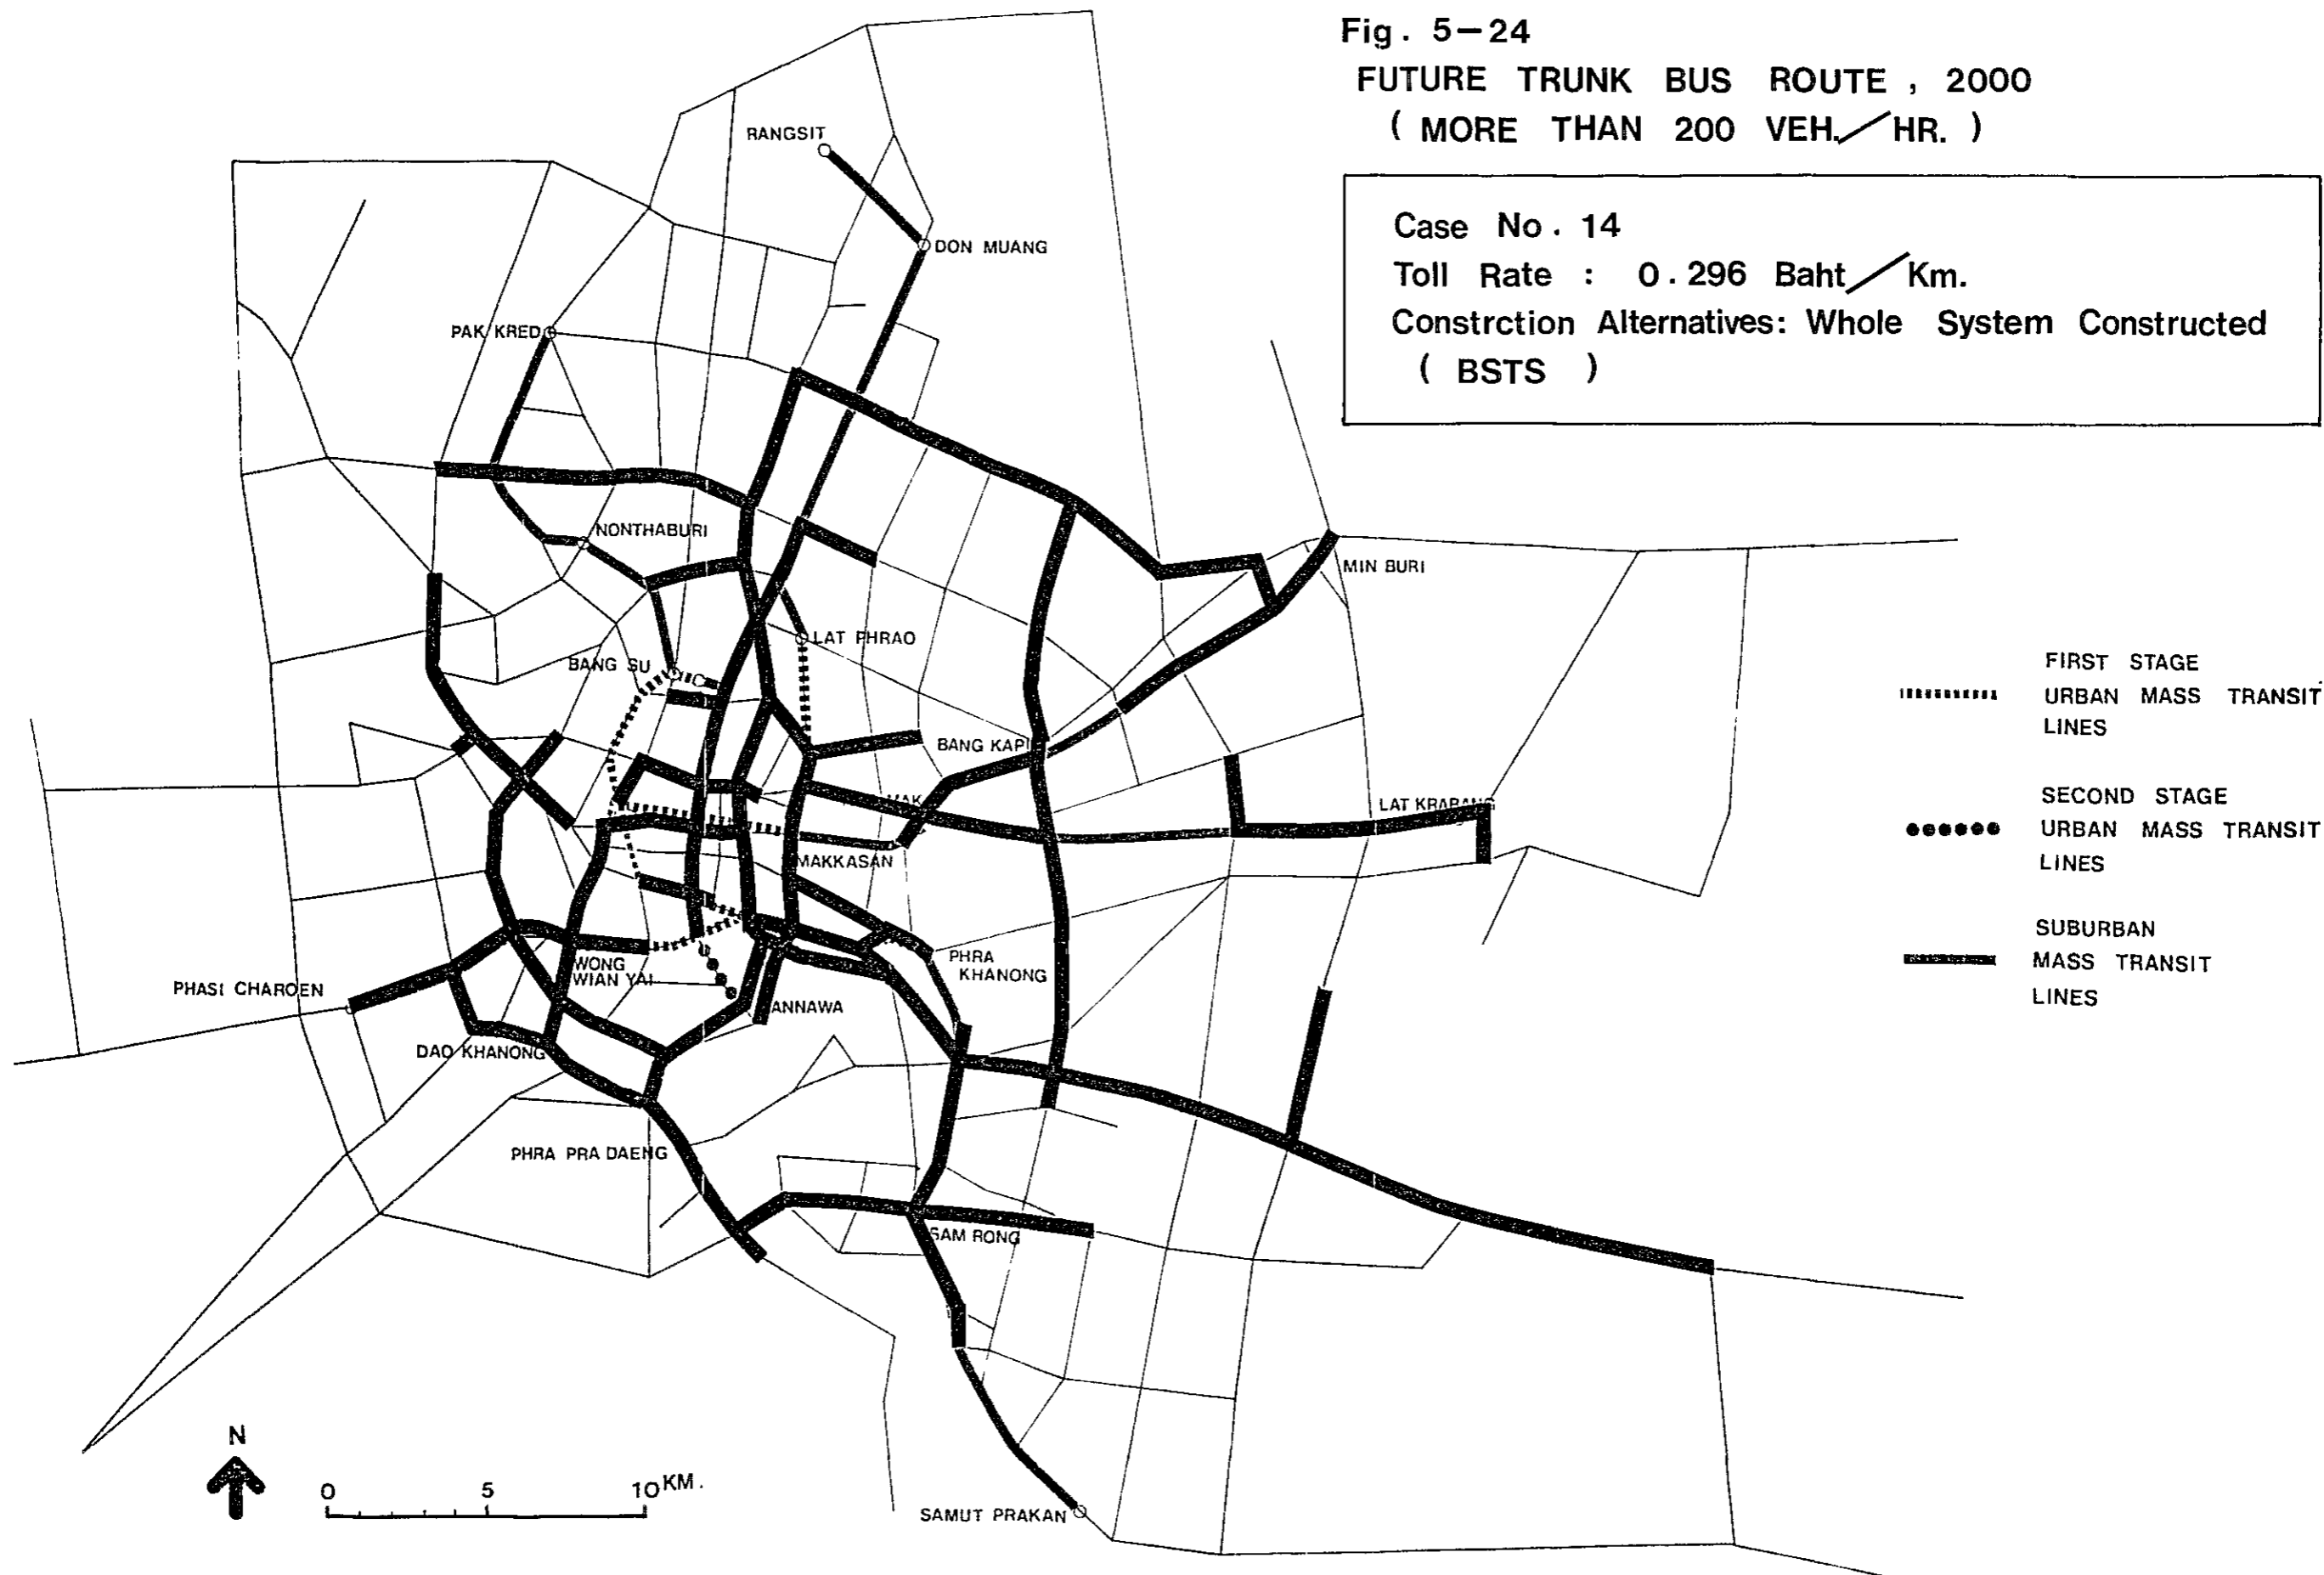 Fig. 5-24
FUTURE TRUNK BUS ROUTE, 2000
( MORE THAN 200 VEH./HR. )
Case No. 14
Toll Rate : 0.296 Baht/Km.
Constrction Alternatives: Whole System Constructed
( BSTS )
RANGSIT
DON MUANG
PAK KRED
NONTHABURI
MIN BURI
LAT PHRAO
BANG SU
BANG KAPI
LAT KRABANG
MAKKASAN
PHRA
KHANONG
WONG
WIAN YAI
PHASI CHAROEN
ANNAWA
DAO KHANONG
PHRA PRA DAENG
SAM RONG
SAMUT PRAKAN
FIRST STAGE
URBAN MASS TRANSIT
LINES
SECOND STAGE
URBAN MASS TRANSIT
LINES
SUBURBAN
MASS TRANSIT
LINES
N
0 5 10 KM.